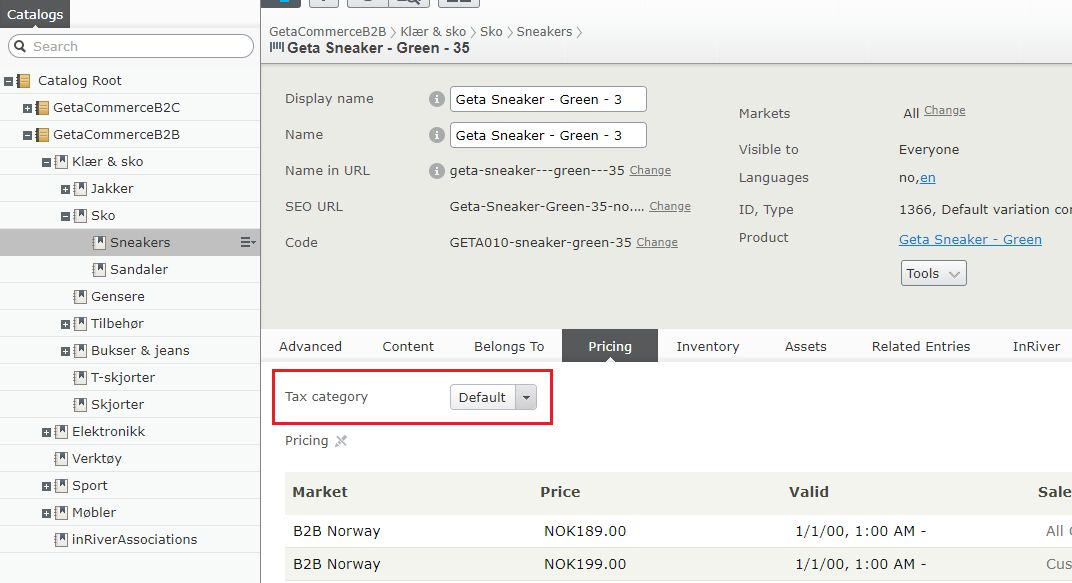 Catalogs
Search
Catalog Root
GetaCommerceB2C
GetaCommerceB2B
Klær & sko
Jakker
Sko
Sneakers
Sandaler
Gensere
Tilbehør
Bukser & jeans
T-skjorter
Skjorter
Elektronikk
Verktøy
Sport
Møbler
inRiverAssociations
GetaCommerceB2B > Klær & sko > Sko > Sneakers >
Geta Sneaker - Green - 35
Display name Geta Sneaker - Green - 3
Name Geta Sneaker - Green - 3
Name in URL geta-sneaker---green---35 Change
SEO URL Geta-Sneaker-Green-35-no.... Change
Code GETA010-sneaker-green-35 Change
Markets All Change
Visible to Everyone
Languages no,en
ID, Type 1366, Default variation con
Product Geta Sneaker - Green
Tools
Advanced Content Belongs To Pricing Inventory Assets Related Entries InRiver
Tax category Default
Pricing
Market Price Valid Sale
B2B Norway NOK189.00 1/1/00, 1:00 AM - All
B2B Norway NOK199.00 1/1/00, 1:00 AM - Cus